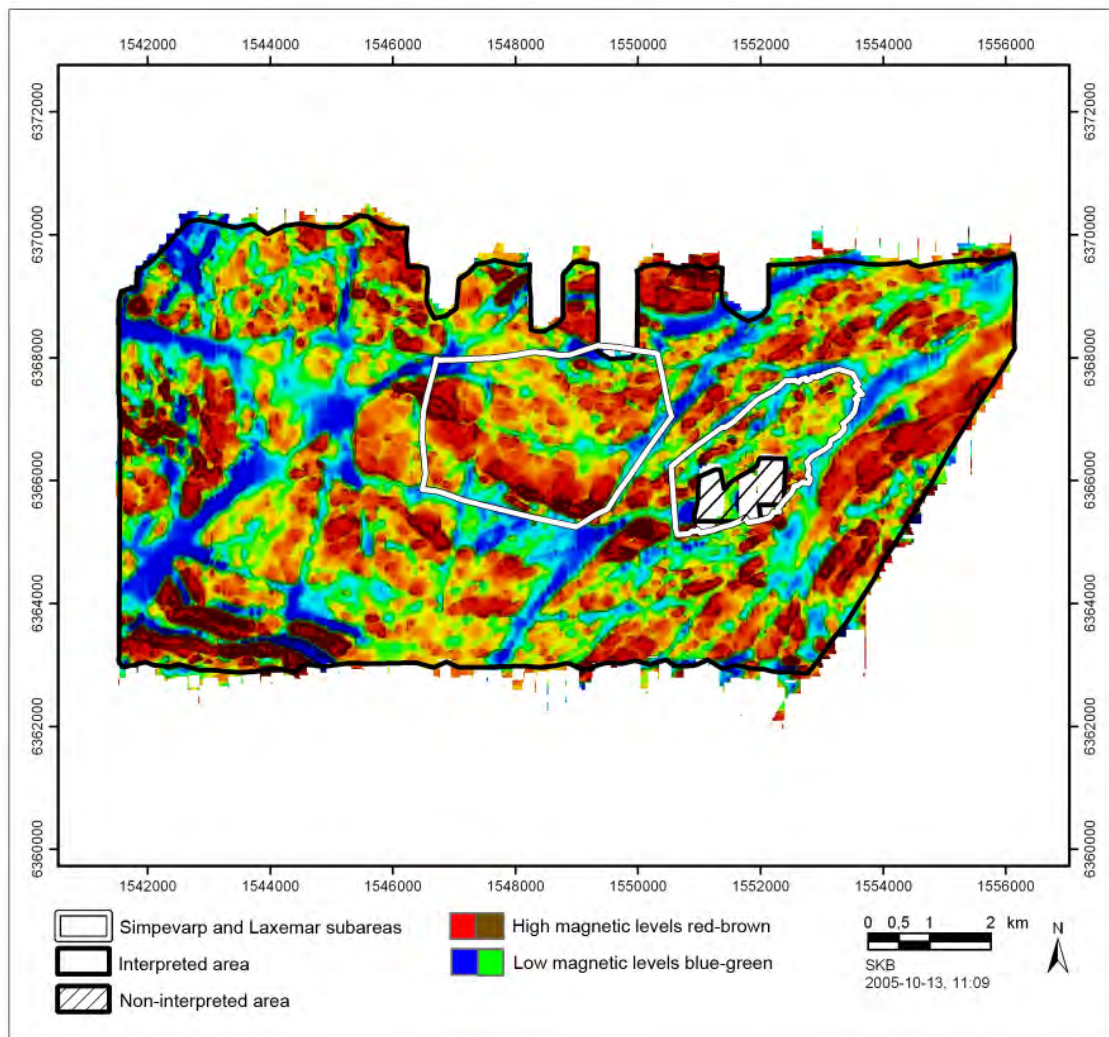 1542000 1544000 1546000 1548000 1550000 1552000 1554000 1556000
6372000 6372000
6370000 6370000
6368000 6368000
6366000 6366000
6364000 6364000
6362000 6362000
6360000 6360000
1542000 1544000 1546000 1548000 1550000 1552000 1554000 1556000
Simpevarp and Laxemar subareas
Interpreted area
Non-interpreted area
High magnetic levels red-brown
Low magnetic levels blue-green
0 0,5 1 2 km
SKB
2005-10-13, 11:09
N